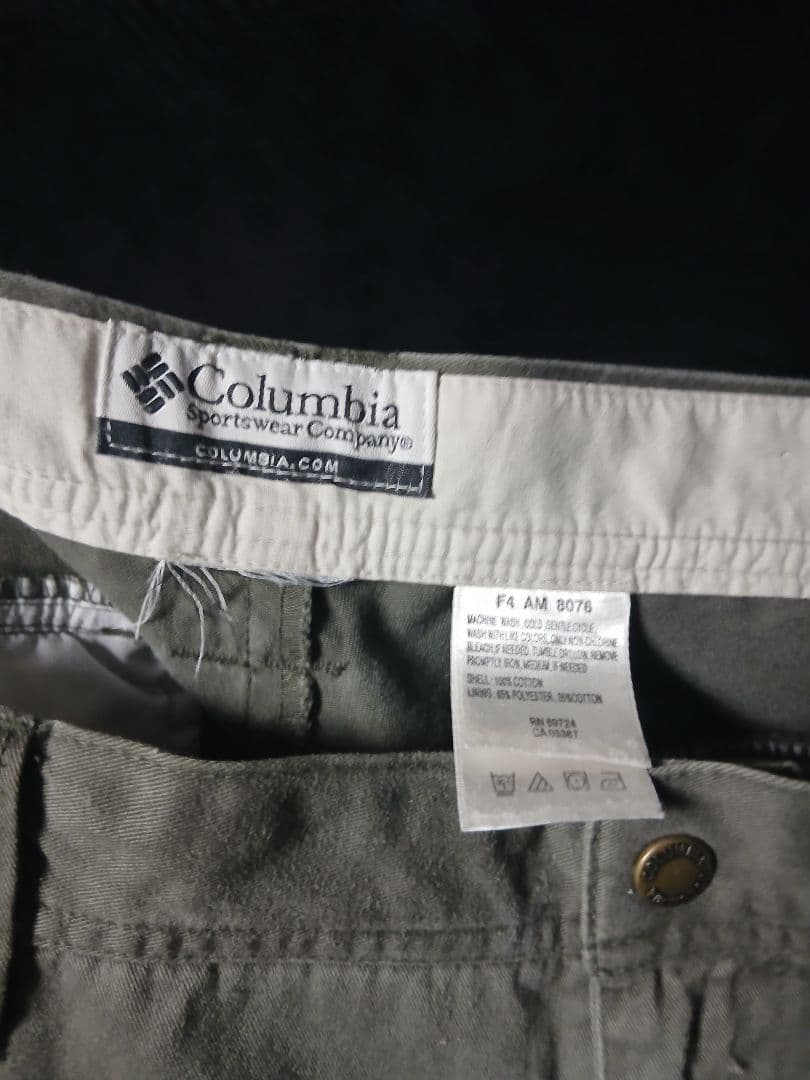 Columbia
Sportswear Company®
COLUMBIA.COM
F4 AM 8076
MACHINE WASH, COLD, GENTLE CYCLE
WASH WITH LIKE COLORS, ONLY NON-CHLORINE
BLEACH, IF NEEDED, TUMBLE DRY LOW, REMOVE
PROMPTLY IRON, MEDIUM, IF NEEDED
SHELL: 100% COTTON
LINING: 65% POLYESTER, 35% COTTON
RN 69724
CA 05367